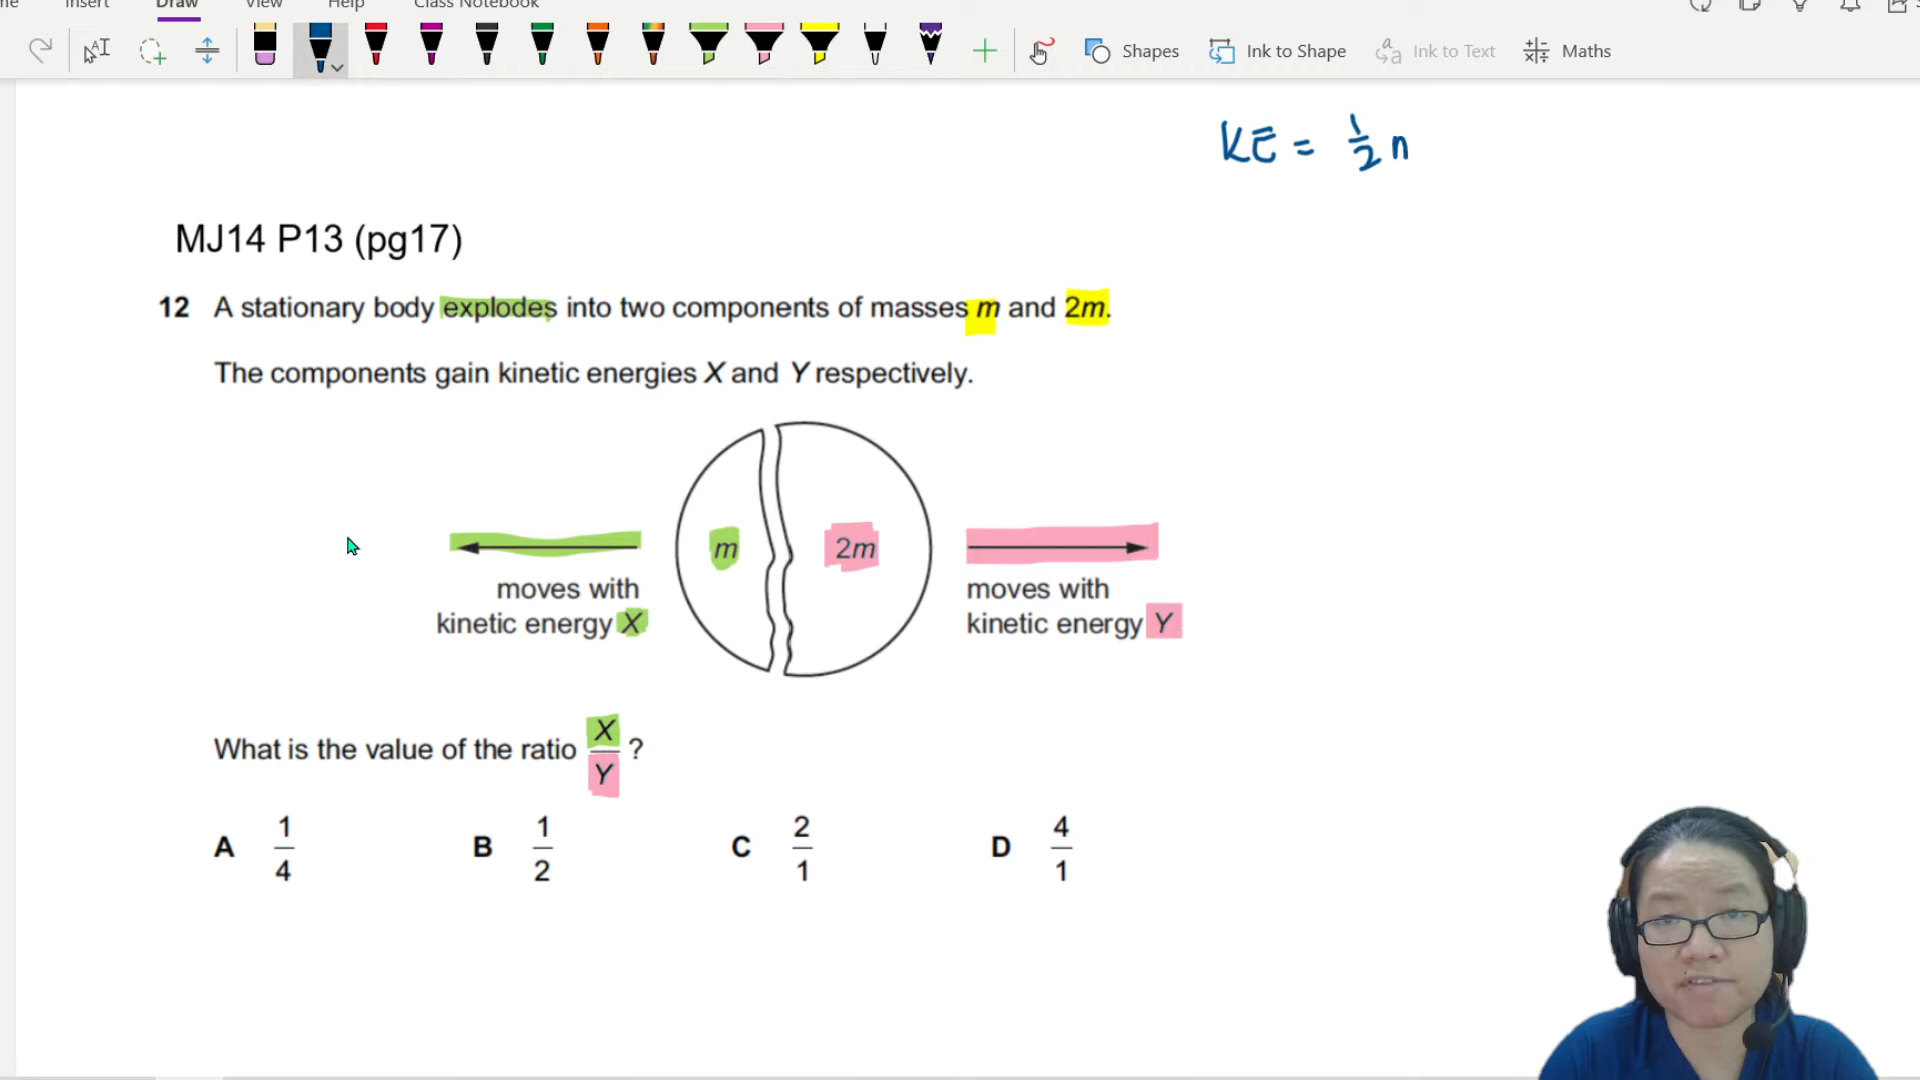 Insert Draw View Help Class Notebook
Shapes Ink to Shape Ink to Text Maths
KE = 1/2 n
MJ14 P13 (pg17)
12 A stationary body explodes into two components of masses m and 2m.
The components gain kinetic energies X and Y respectively.
m 2m
moves with
kinetic energy X
moves with
kinetic energy Y
What is the value of the ratio X/Y ?
A 1/4 B 1/2 C 2/1 D 4/1